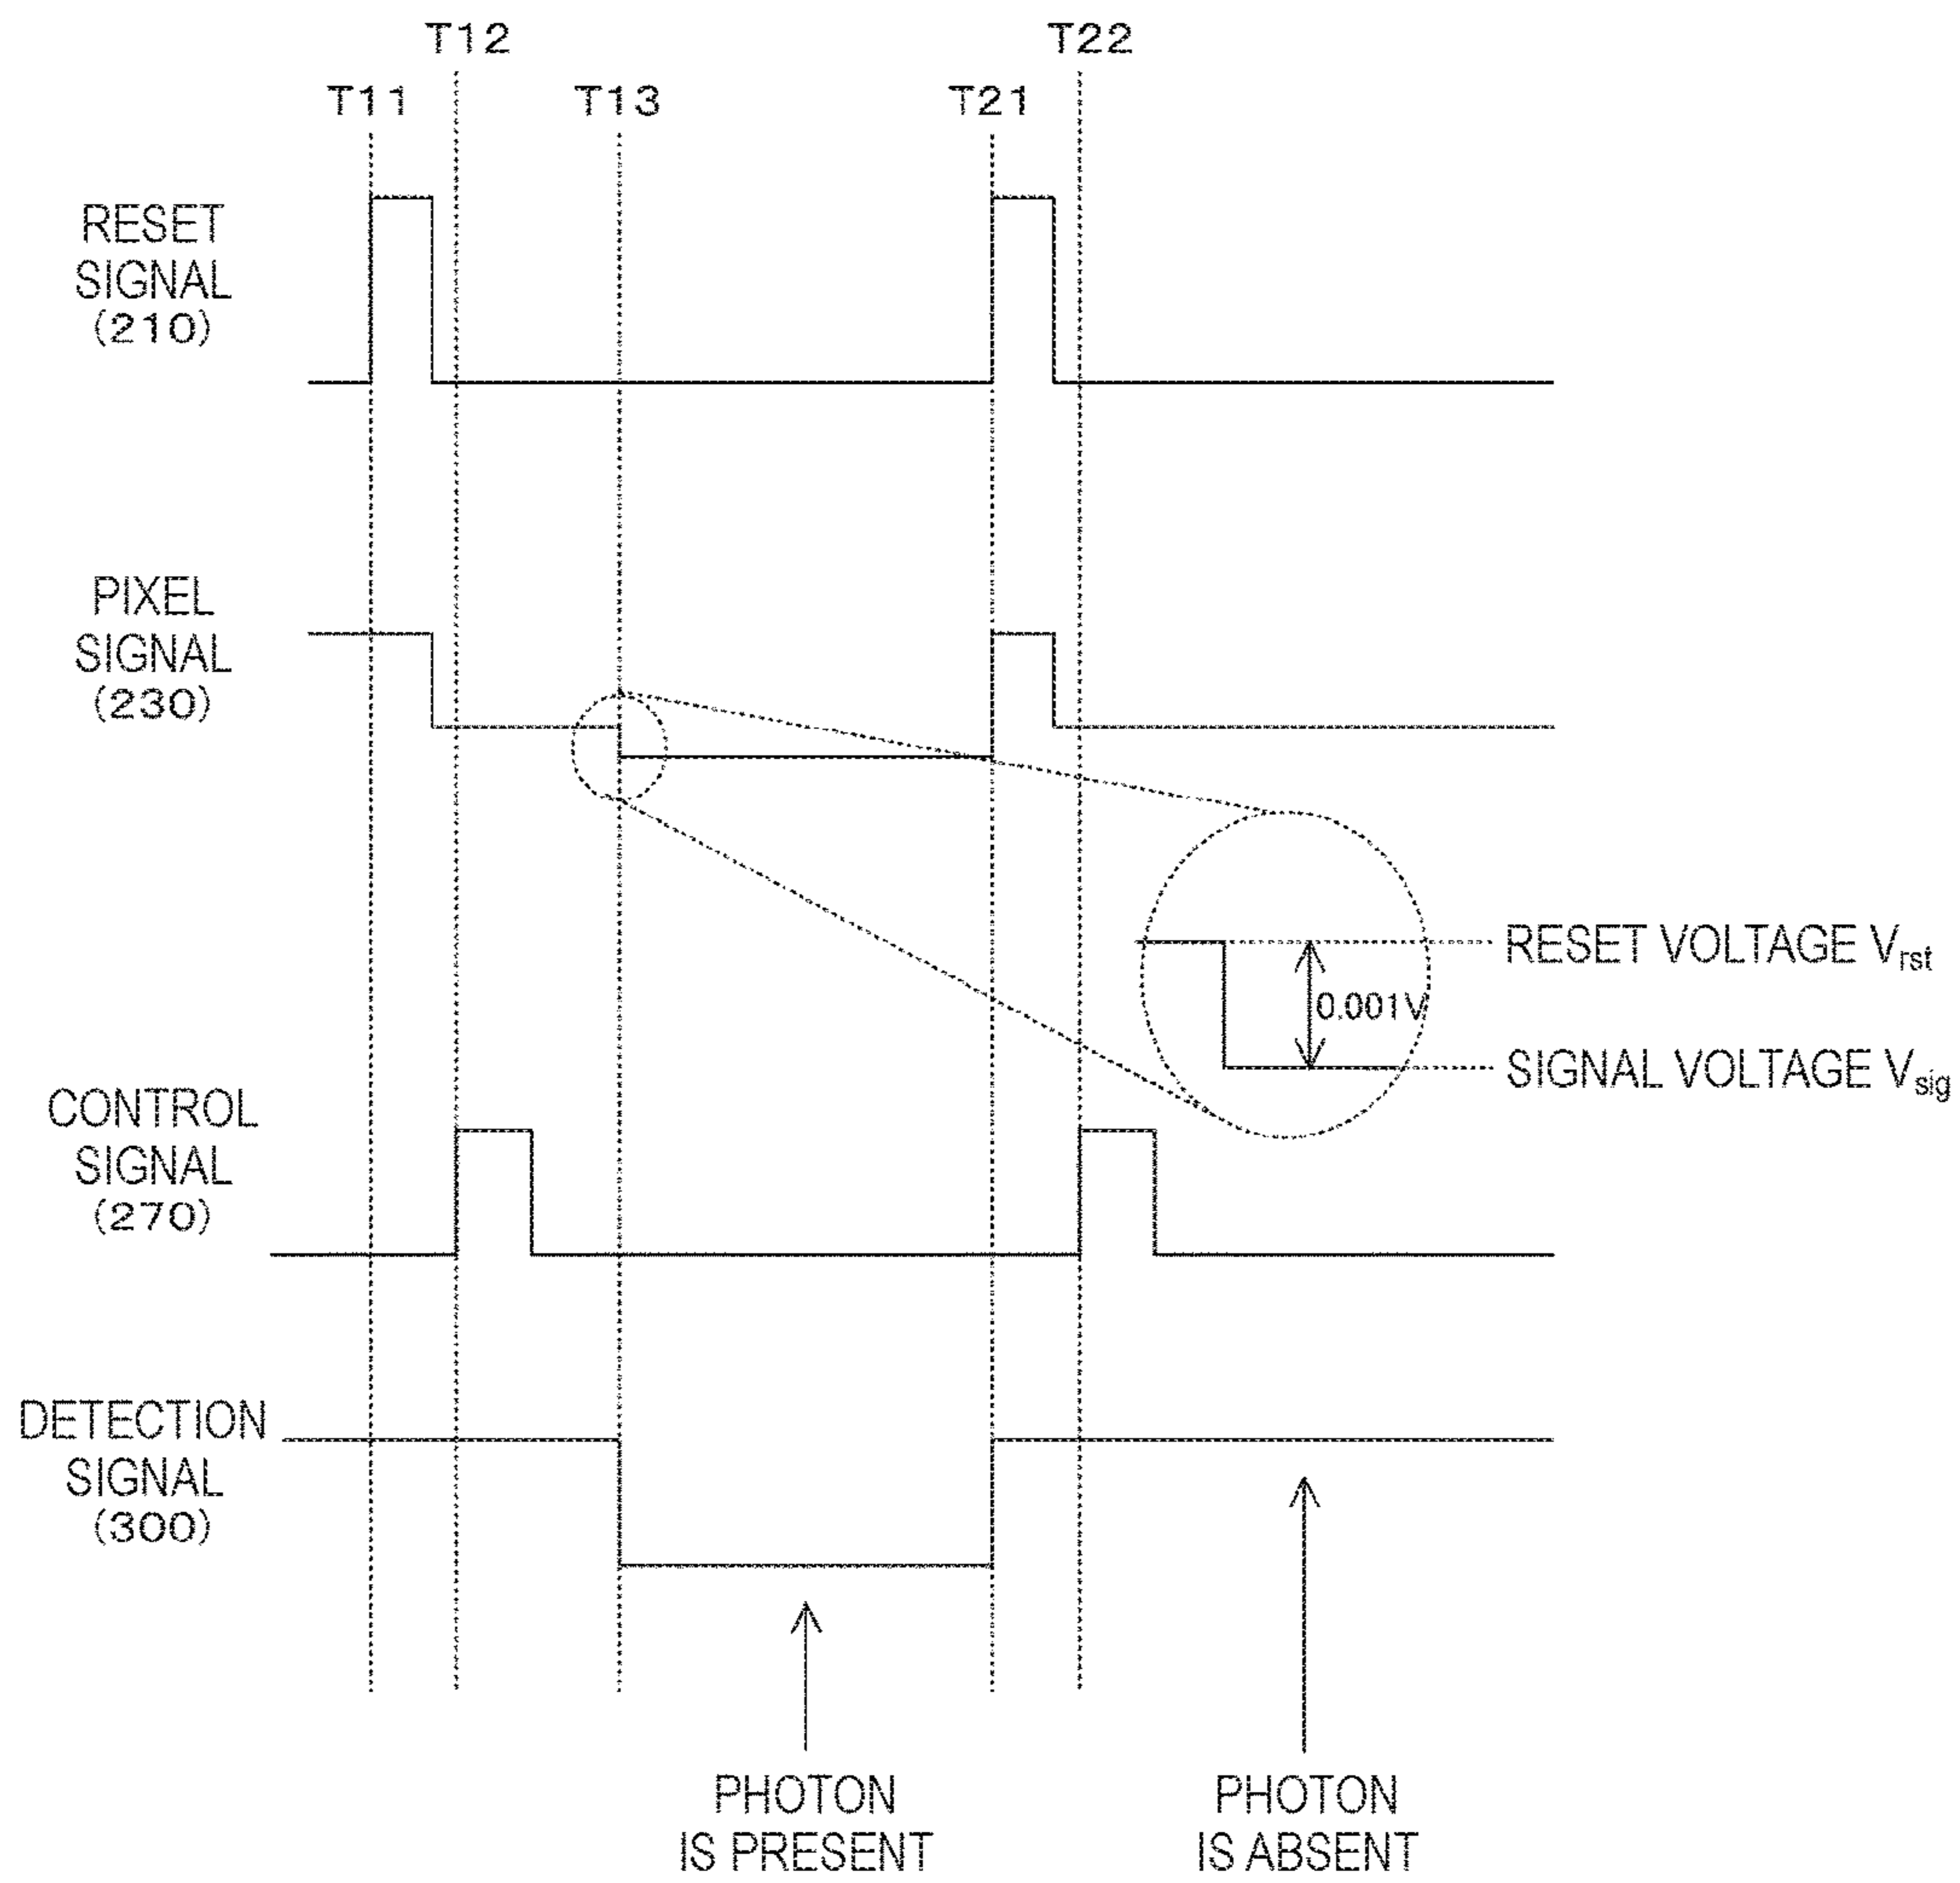 T12
T22
T11
T13
T21
RESET
SIGNAL
(210)
PIXEL
SIGNAL
(230)
RESET VOLTAGE Vrst
0.001V
SIGNAL VOLTAGE Vsig
CONTROL
SIGNAL
(270)
DETECTION
SIGNAL
(300)
PHOTON
IS PRESENT
PHOTON
IS ABSENT